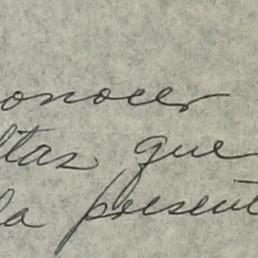 onocer
ltas que
la present